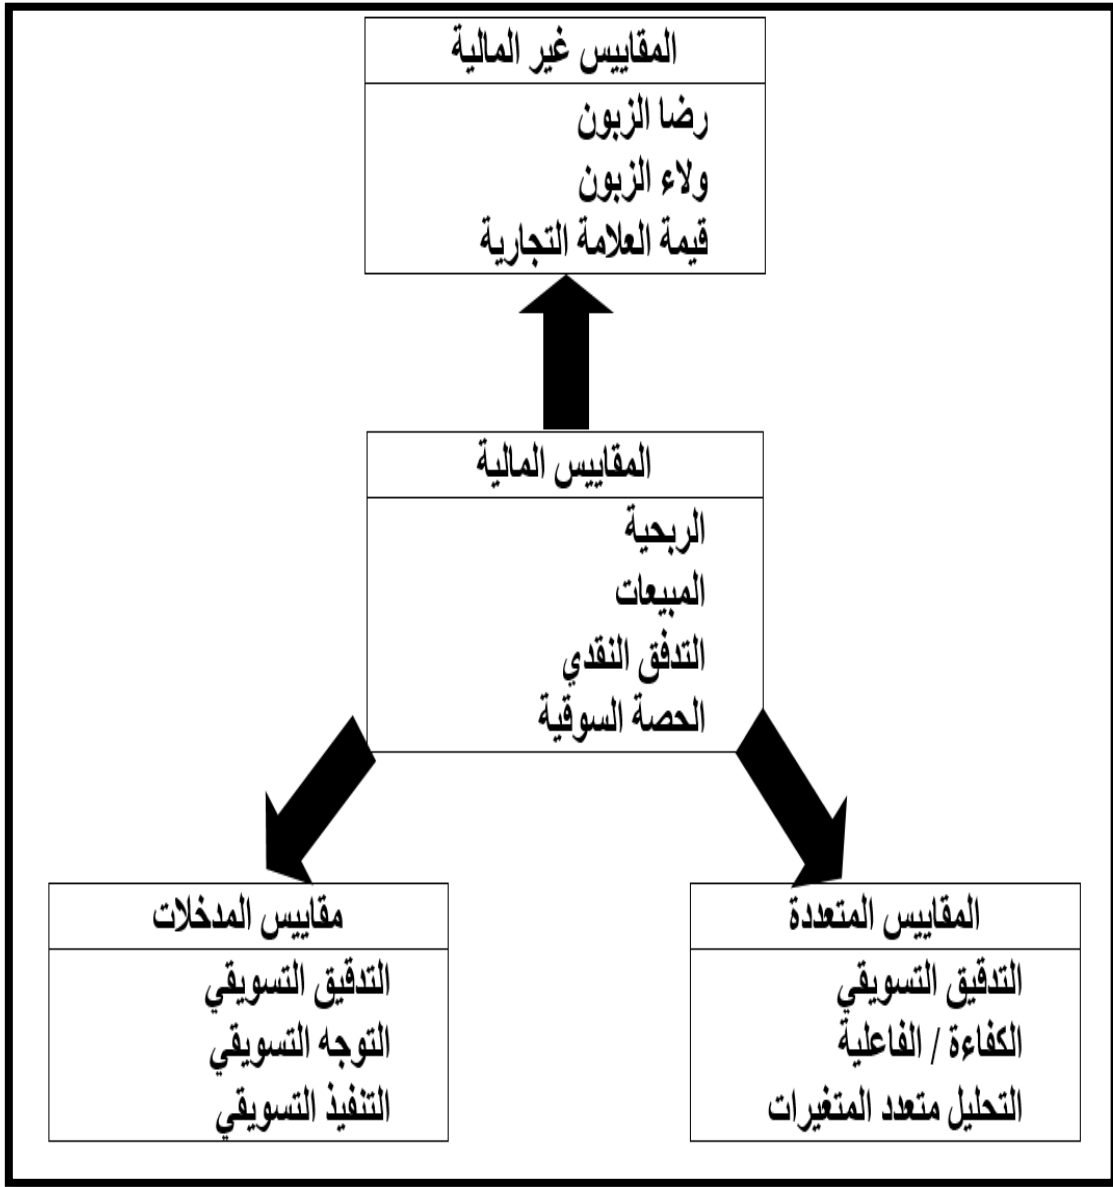 المقاييس غير المالية
رضا الزبون
ولاء الزبون
قيمة العلامة التجارية
المقاييس المالية
الربحية
المبيعات
التدفق النقدي
الحصة السوقية
المقاييس المتعددة
التدقيق التسويقي
الكفاءة / الفاعلية
التحليل متعدد المتغيرات
مقاييس المدخلات
التدقيق التسويقي
التوجه التسويقي
التنفيذ التسويقي